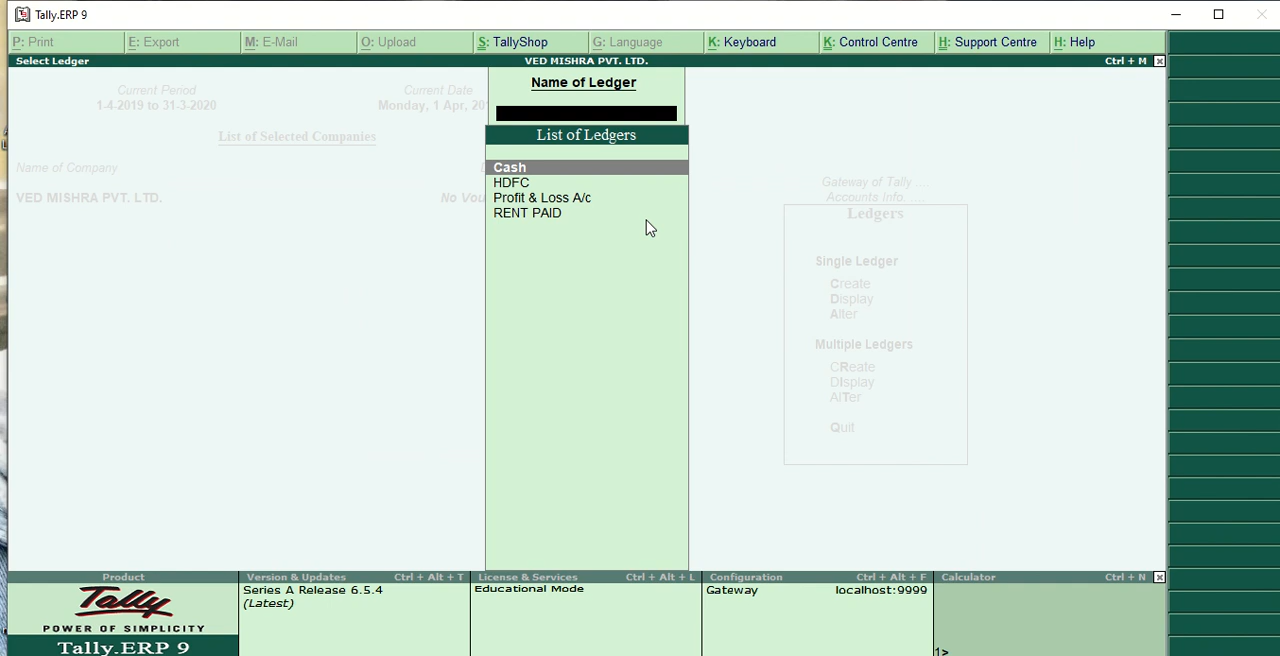 Tally.ERP 9
P: Print E: Export M: E-Mail O: Upload S: TallyShop G: Language K: Keyboard K: Control Centre H: Support Centre H: Help
Select Ledger VED MISHRA PVT. LTD. Ctrl + M
Name of Ledger
Current Period Current Date
1-4-2019 to 31-3-2020 Monday, 1 Apr, 20
List of Selected Companies
List of Ledgers
Name of Company
Cash
HDFC
Profit & Loss A/c
RENT PAID
VED MISHRA PVT. LTD. No Vou
Gateway of Tally ....
Accounts Info. ....
Ledgers
Single Ledger
Create
Display
Alter
Multiple Ledgers
CReate
DIsplay
AlTer
Quit
Product
Tally
POWER OF SIMPLICITY
Tally.ERP 9
Version & Updates Ctrl + Alt + T
Series A Release 6.5.4
(Latest)
License & Services Ctrl + Alt + L
Educational Mode
Configuration Ctrl + Alt + F
Gateway localhost:9999
Calculator Ctrl + N
1>